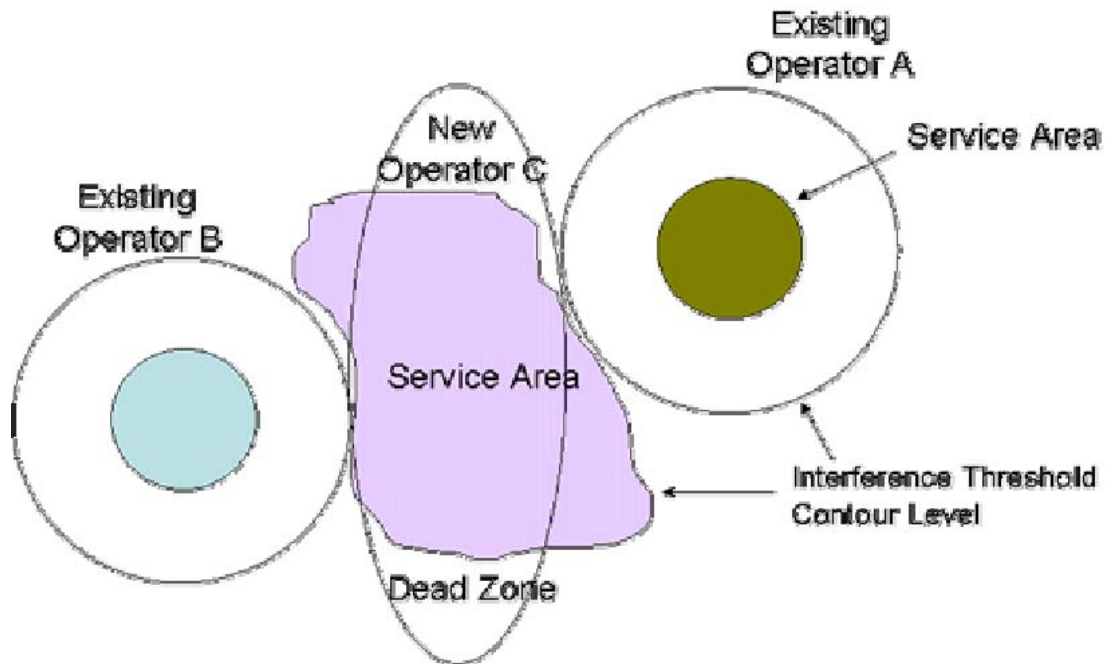 Existing
Operator A
Service Area
New
Operator C
Existing
Operator B
Service Area
Interference Threshold
Contour Level
Dead Zone